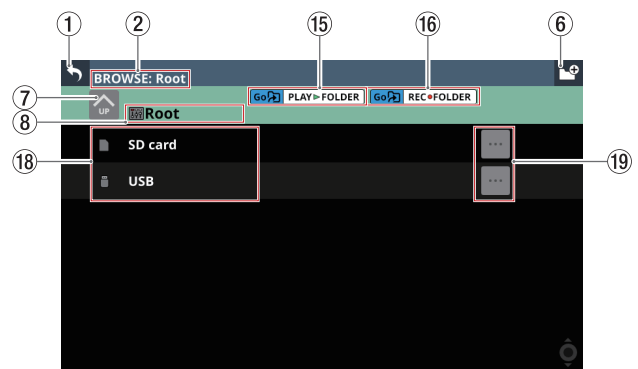 ① ② ⑮ ⑯ ⑥
BROWSE: Root
⑦ UP Go PLAY▶FOLDER Go REC●FOLDER
⑧ Root
⑱ SD card ... ⑲
USB ...